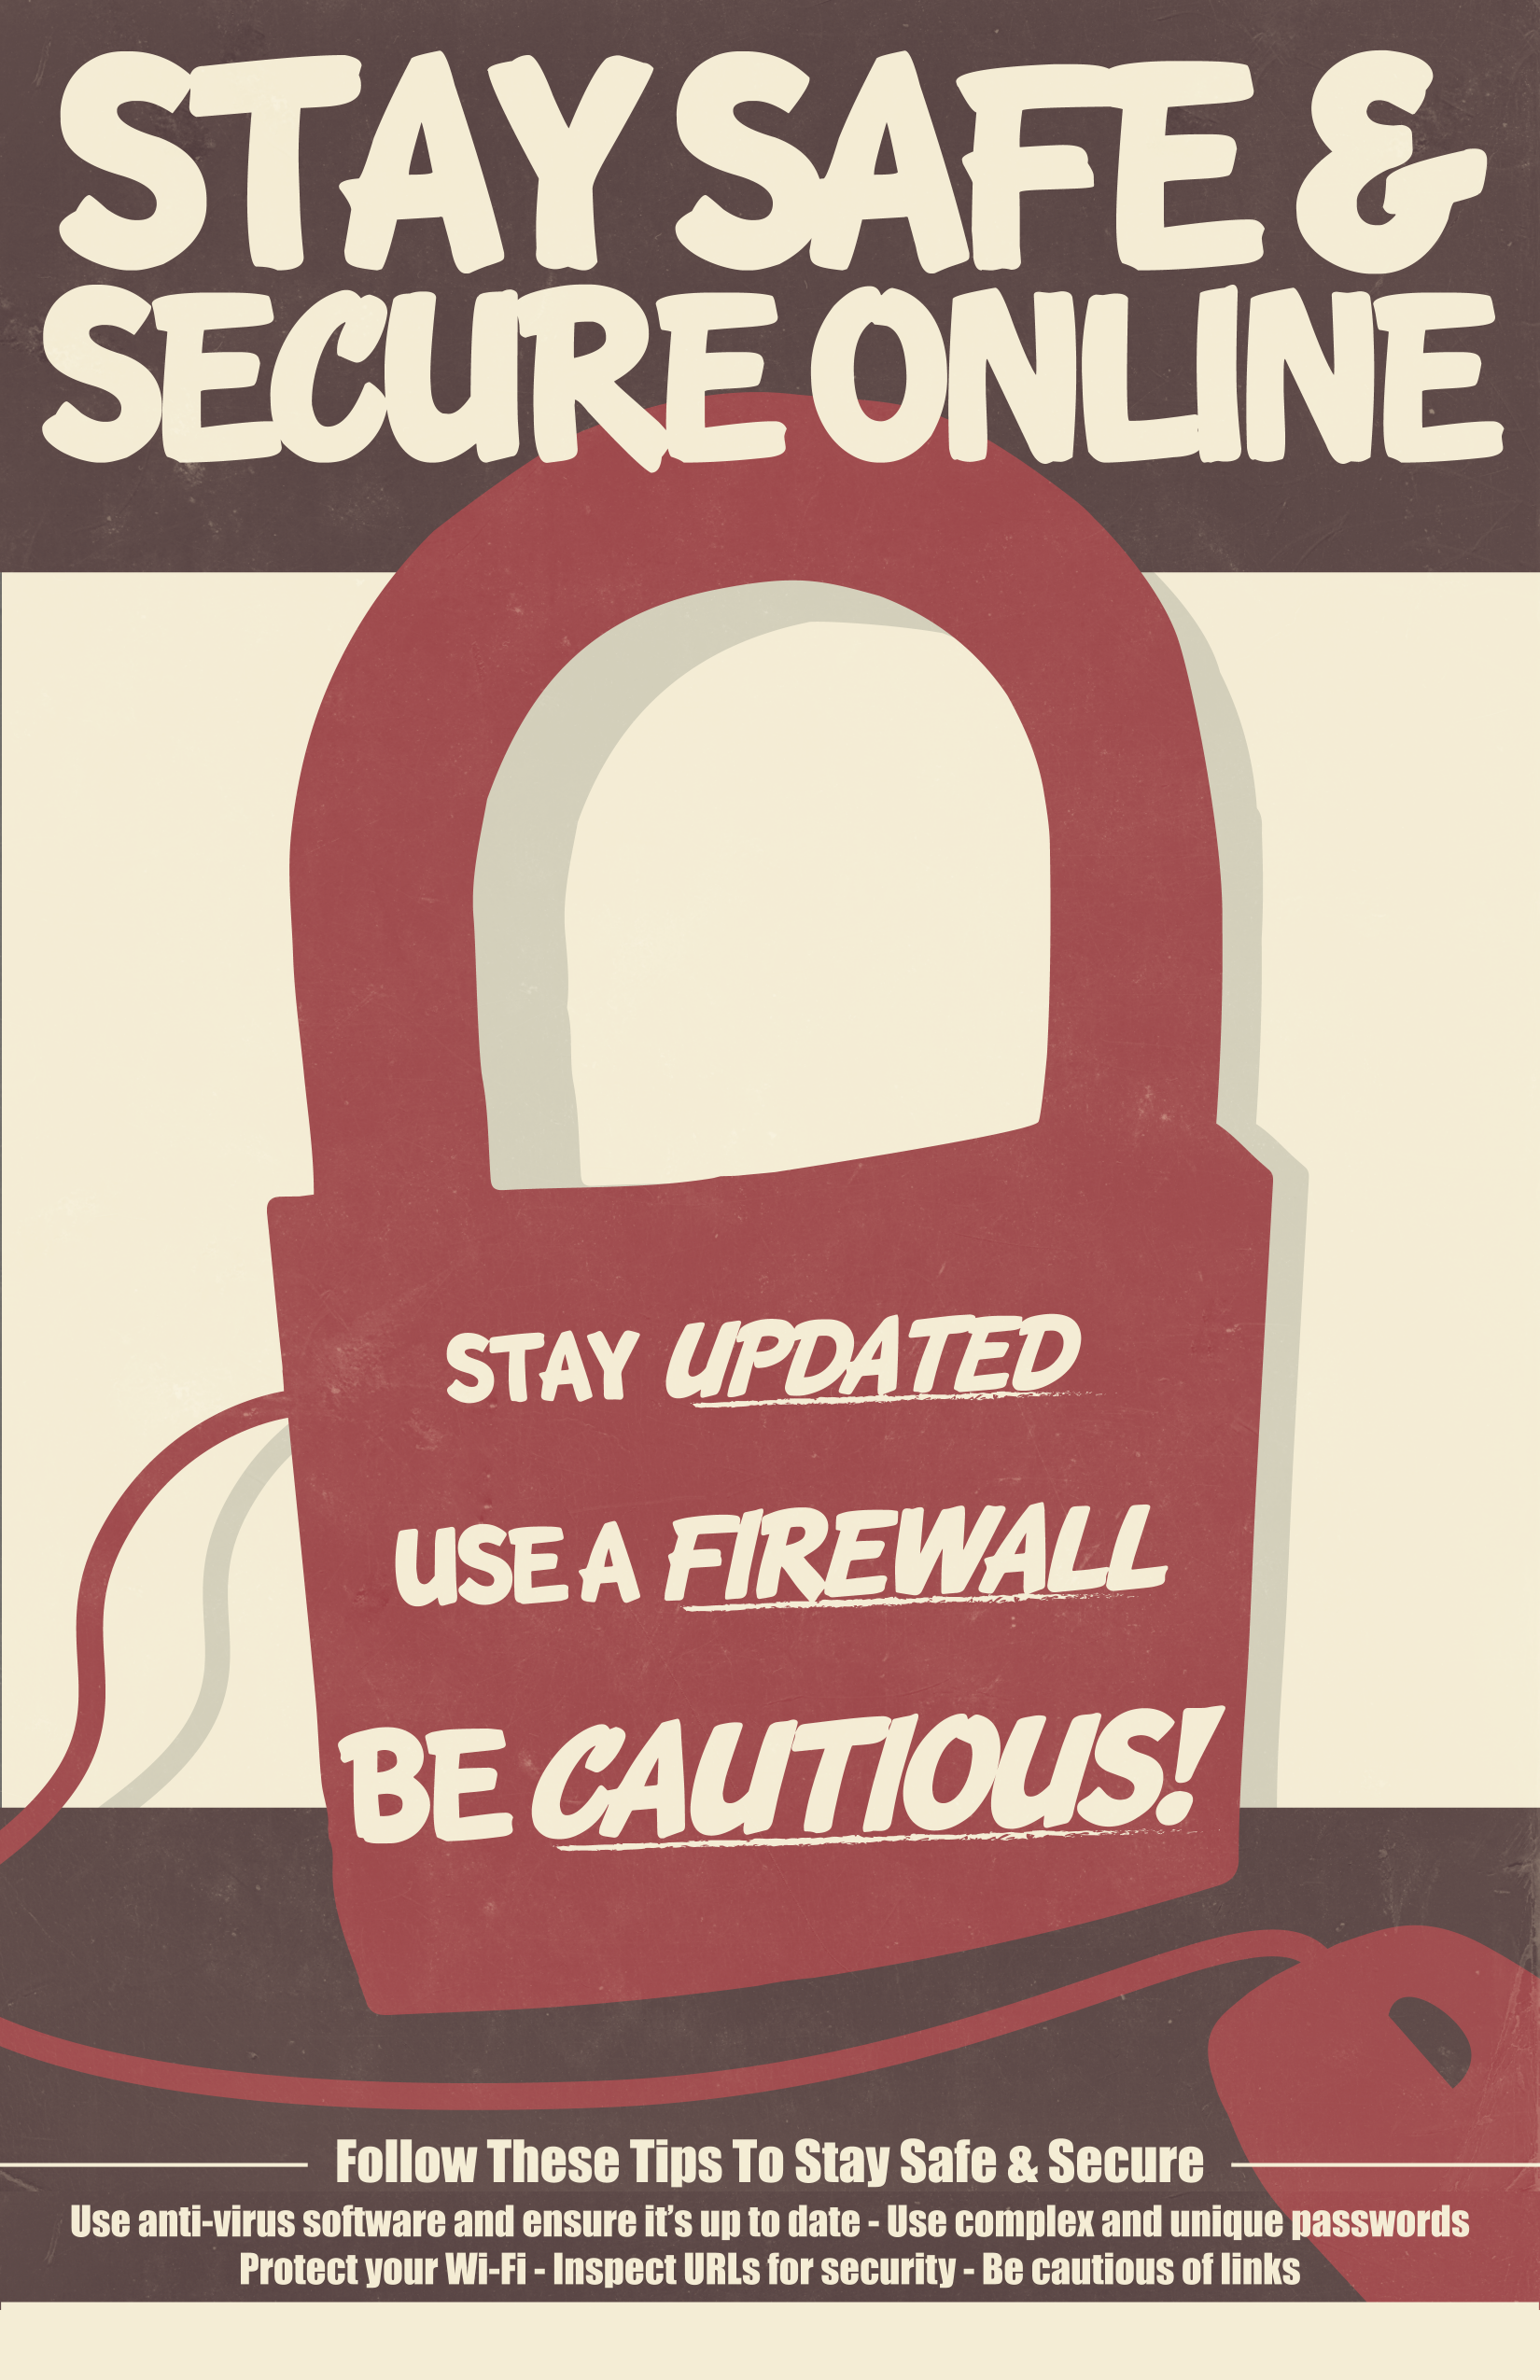 STAY SAFE &
SECURE ONLINE
STAY UPDATED
USE A FIREWALL
BE CAUTIOUS!
Follow These Tips To Stay Safe & Secure
Use anti-virus software and ensure it’s up to date - Use complex and unique passwords
Protect your Wi-Fi - Inspect URLs for security - Be cautious of links